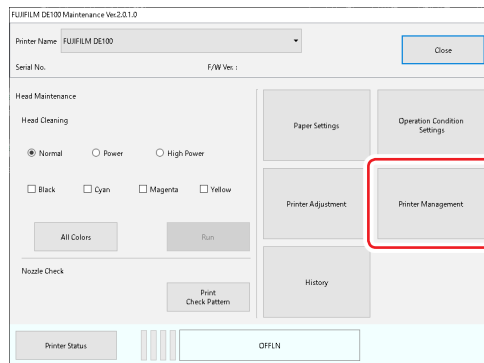 FUJIFILM DE100 Maintenance Ver.2.0.1.0
Printer Name FUJIFILM DE100
Close
Serial No. F/W Ver. :
Head Maintenance
Head Cleaning
Normal Power High Power
Black Cyan Magenta Yellow
All Colors Run
Nozzle Check
Print
Check Pattern
Paper Settings
Operation Condition
Settings
Printer Adjustment
Printer Management
History
Printer Status
OFFLN